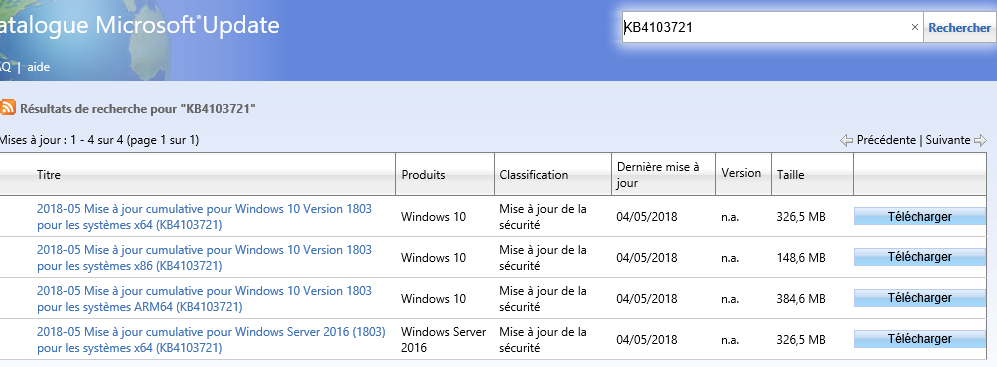 atalogue Microsoft®Update
KB4103721 × Rechercher
AQ | aide
Résultats de recherche pour "KB4103721"
Mises à jour : 1 - 4 sur 4 (page 1 sur 1)
Précédente | Suivante
Titre
Produits
Classification
Dernière mise à
jour
Version
Taille
2018-05 Mise à jour cumulative pour Windows 10 Version 1803
pour les systèmes x64 (KB4103721)
Windows 10
Mise à jour de la
sécurité
04/05/2018
n.a.
326,5 MB
Télécharger
2018-05 Mise à jour cumulative pour Windows 10 Version 1803
pour les systèmes x86 (KB4103721)
Windows 10
Mise à jour de la
sécurité
04/05/2018
n.a.
148,6 MB
Télécharger
2018-05 Mise à jour cumulative pour Windows 10 Version 1803
pour les systèmes ARM64 (KB4103721)
Windows 10
Mise à jour de la
sécurité
04/05/2018
n.a.
384,6 MB
Télécharger
2018-05 Mise à jour cumulative pour Windows Server 2016 (1803)
pour les systèmes x64 (KB4103721)
Windows Server
2016
Mise à jour de la
sécurité
04/05/2018
n.a.
326,5 MB
Télécharger